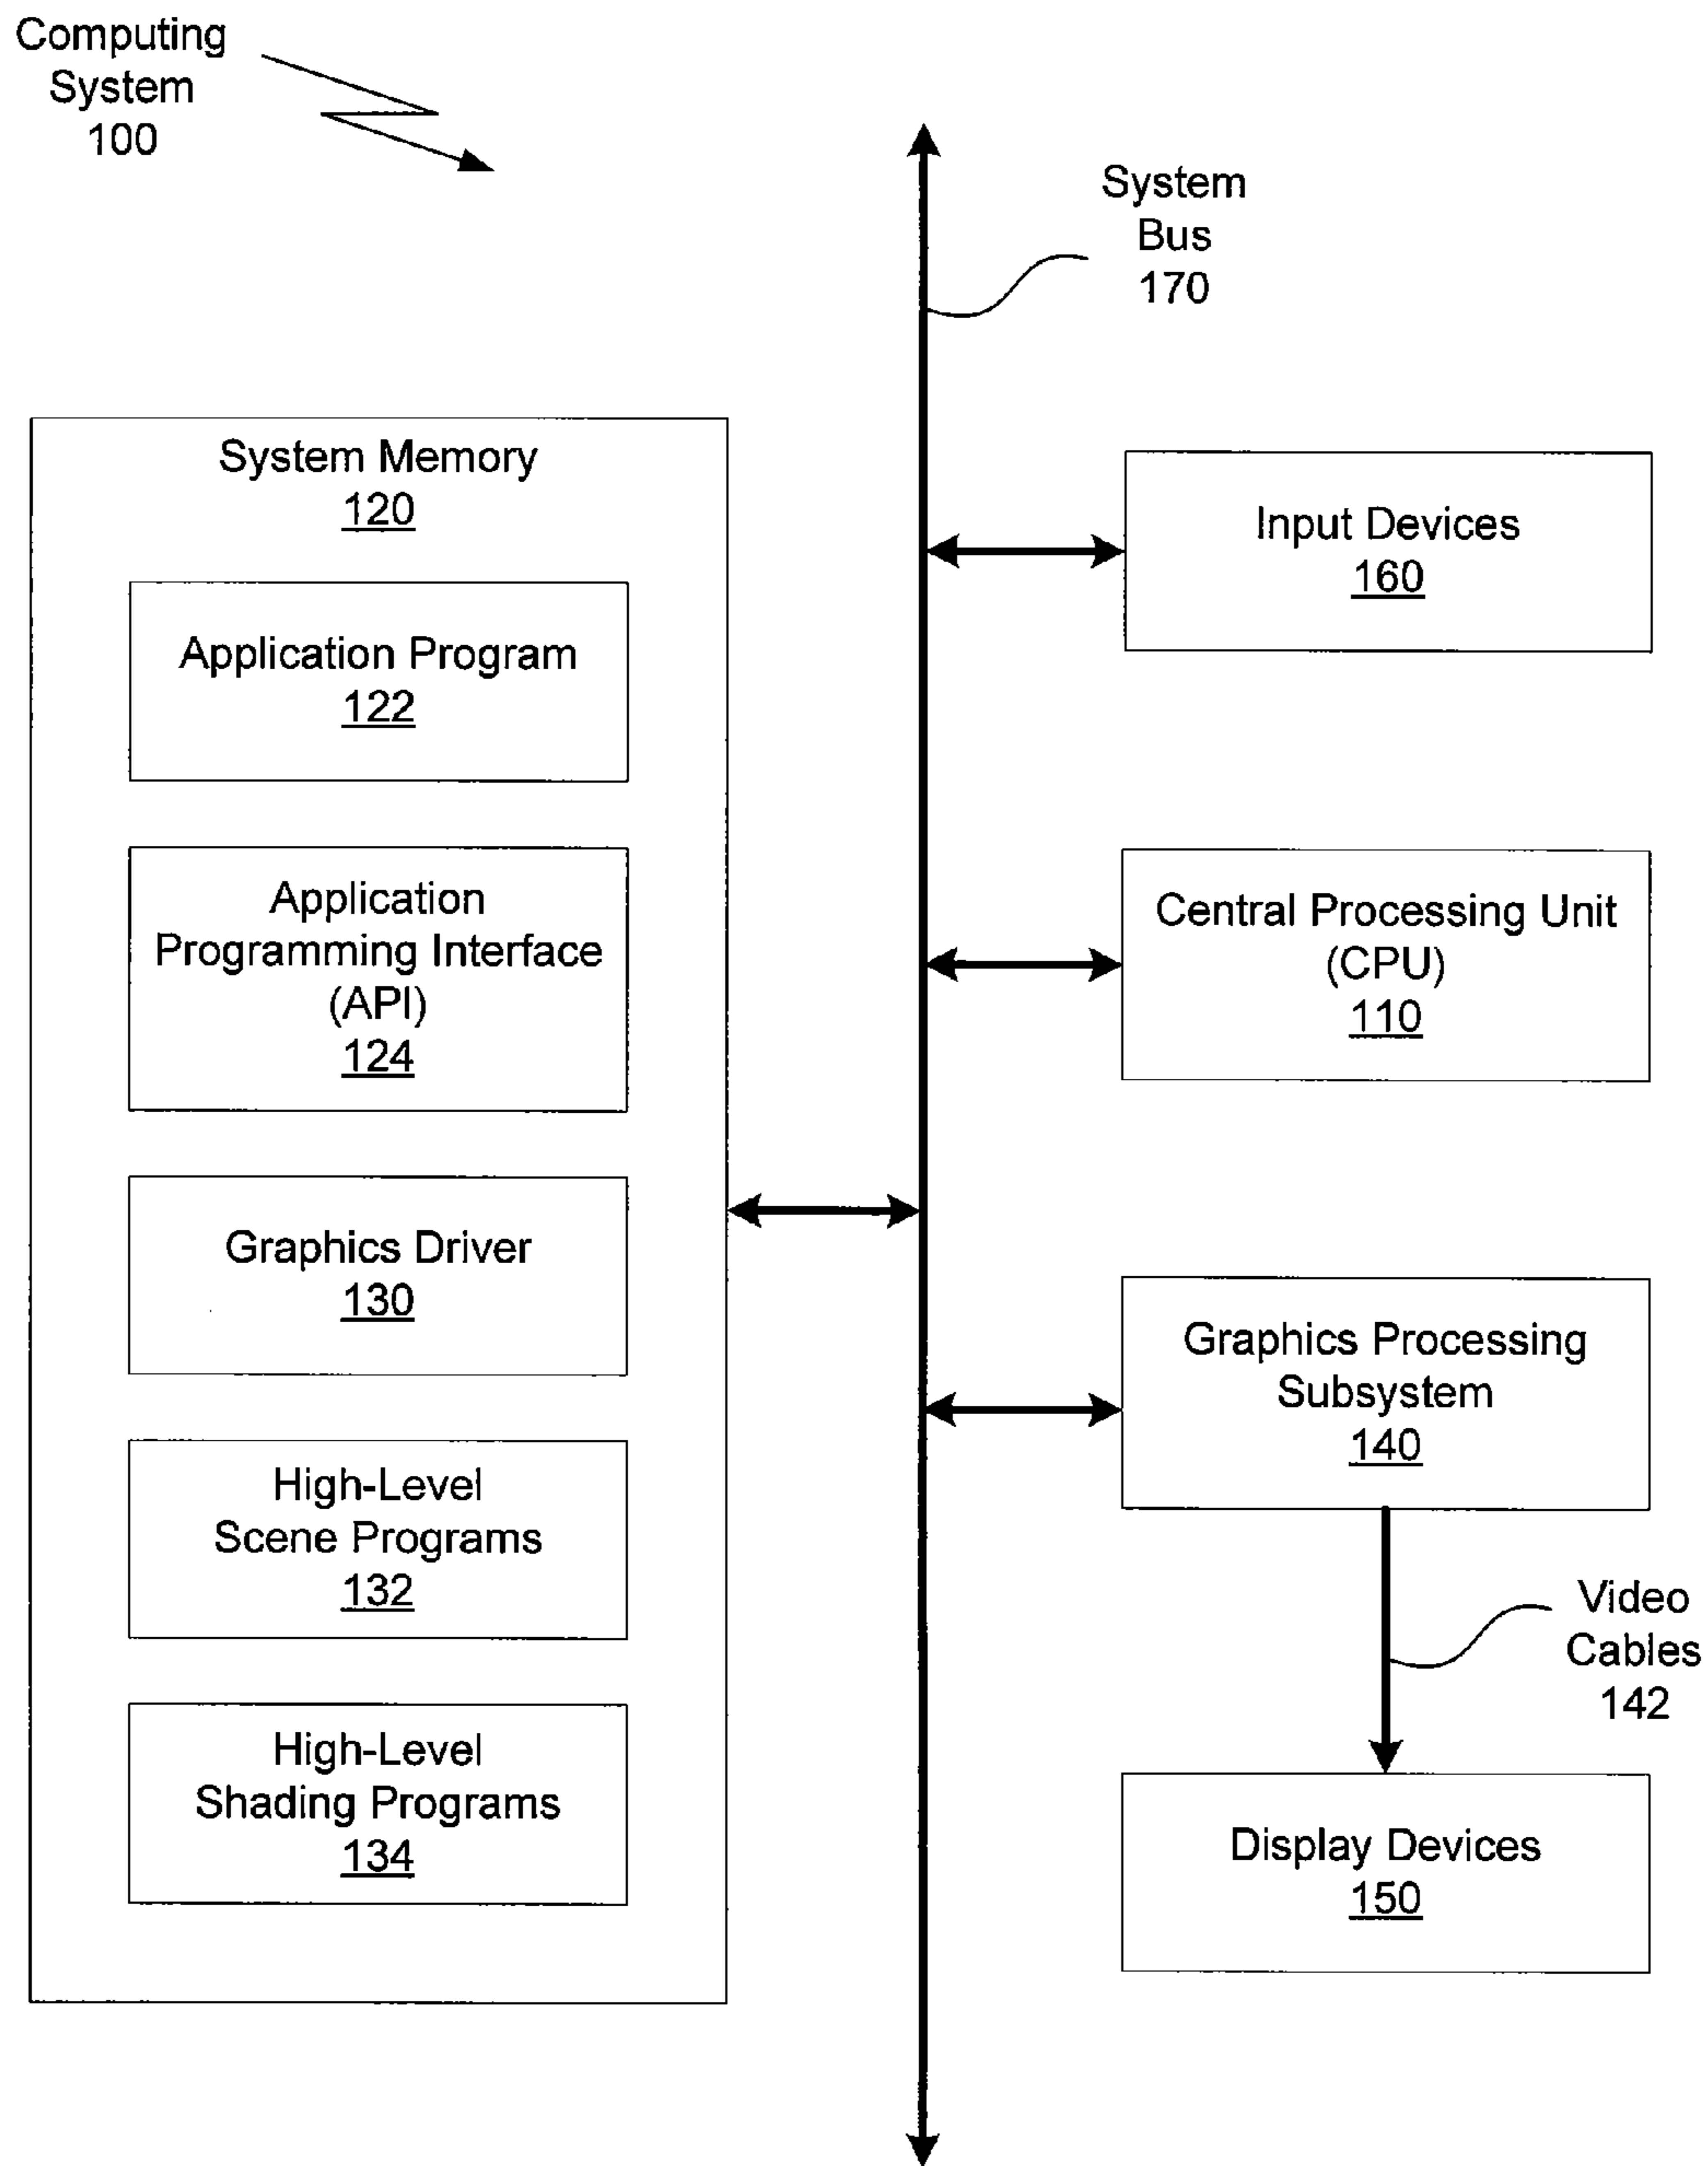 Computing
System
100
System
Bus
170
System Memory
120
Application Program
122
Application
Programming Interface
(API)
124
Graphics Driver
130
High-Level
Scene Programs
132
High-Level
Shading Programs
134
Input Devices
160
Central Processing Unit
(CPU)
110
Graphics Processing
Subsystem
140
Video
Cables
142
Display Devices
150